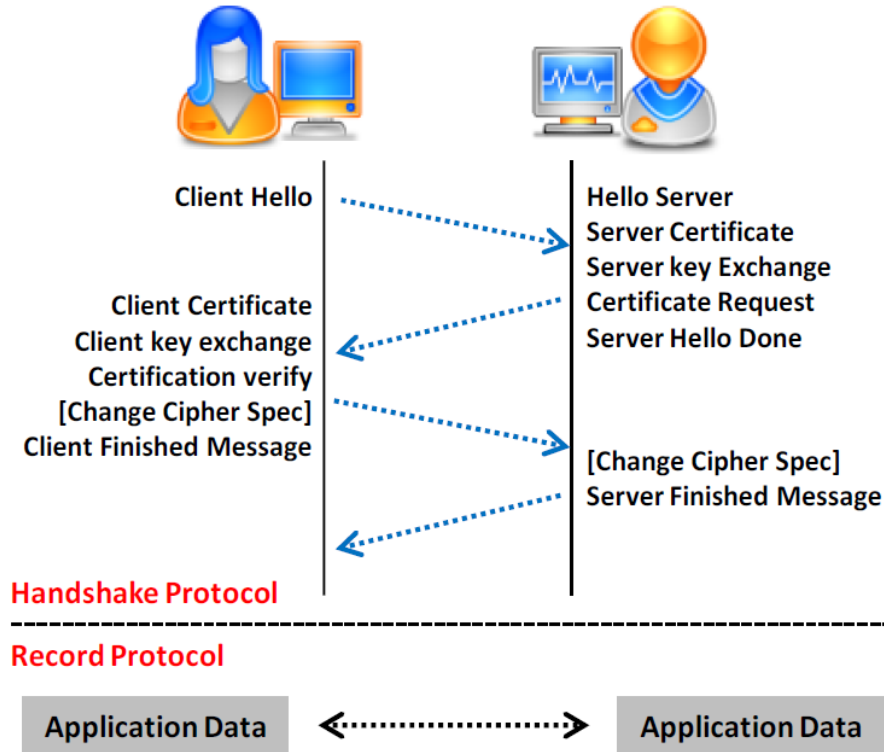 Client Hello
Hello Server
Server Certificate
Server key Exchange
Certificate Request
Server Hello Done
Client Certificate
Client key exchange
Certification verify
[Change Cipher Spec]
Client Finished Message
[Change Cipher Spec]
Server Finished Message
Handshake Protocol
Record Protocol
Application Data
Application Data